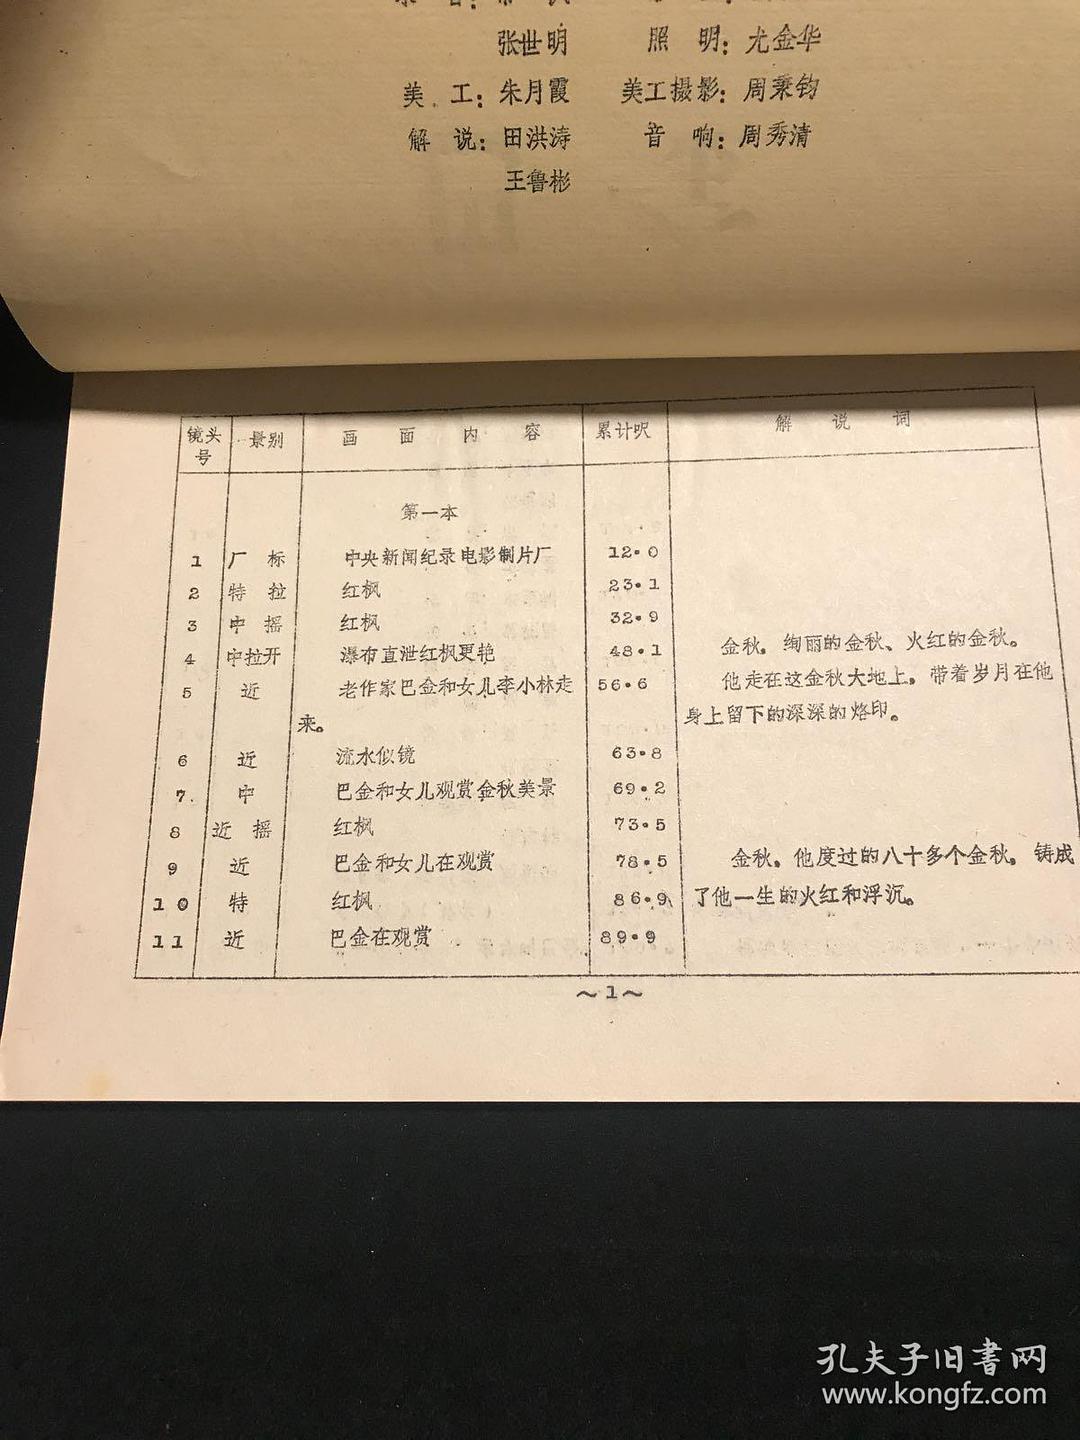 张世明 照 明：尤金华
美 工：朱月霞 美工摄影：周秉钧
解 说：田洪涛 音 响：周秀清
王鲁彬
镜头号 景别 画 面 内 容 累计呎 解 说 词
第一本
1 厂 标 中央新闻纪录电影制片厂 12.0
2 特 拉 红枫 23.1
3 中 摇 红枫 32.9
4 中拉开 瀑布直泄红枫更艳 48.1 金秋。绚丽的金秋、火红的金秋。
5 近 老作家巴金和女儿李小林走 56.6 他走在这金秋大地上。带着岁月在他
来。 身上留下的深深的烙印。
6 近 流水似镜 63.8
7 中 巴金和女儿观赏金秋美景 69.2
8 近 摇 红枫 73.5
9 近 巴金和女儿在观赏 78.5 金秋。他度过的八十多个金秋。铸成
10 特 红枫 86.9 了他一生的火红和浮沉。
11 近 巴金在观赏 89.9
～1～
孔夫子旧書网
www.kongfz.com